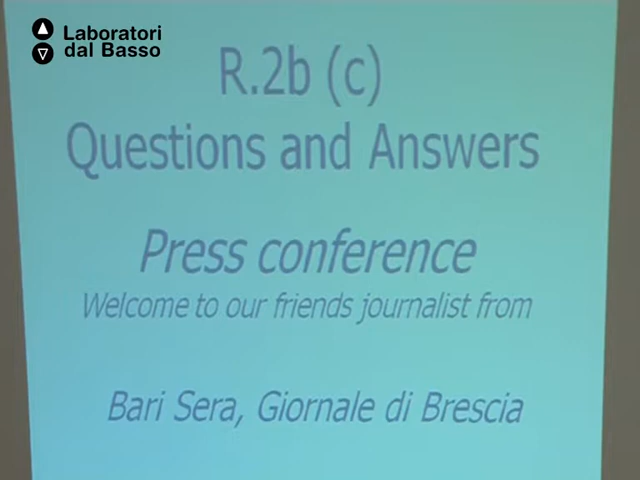 Laboratori
dal Basso
R.2b (c)
Questions and Answers
Press conference
Welcome to our friends journalist from
Bari Sera, Giornale di Brescia